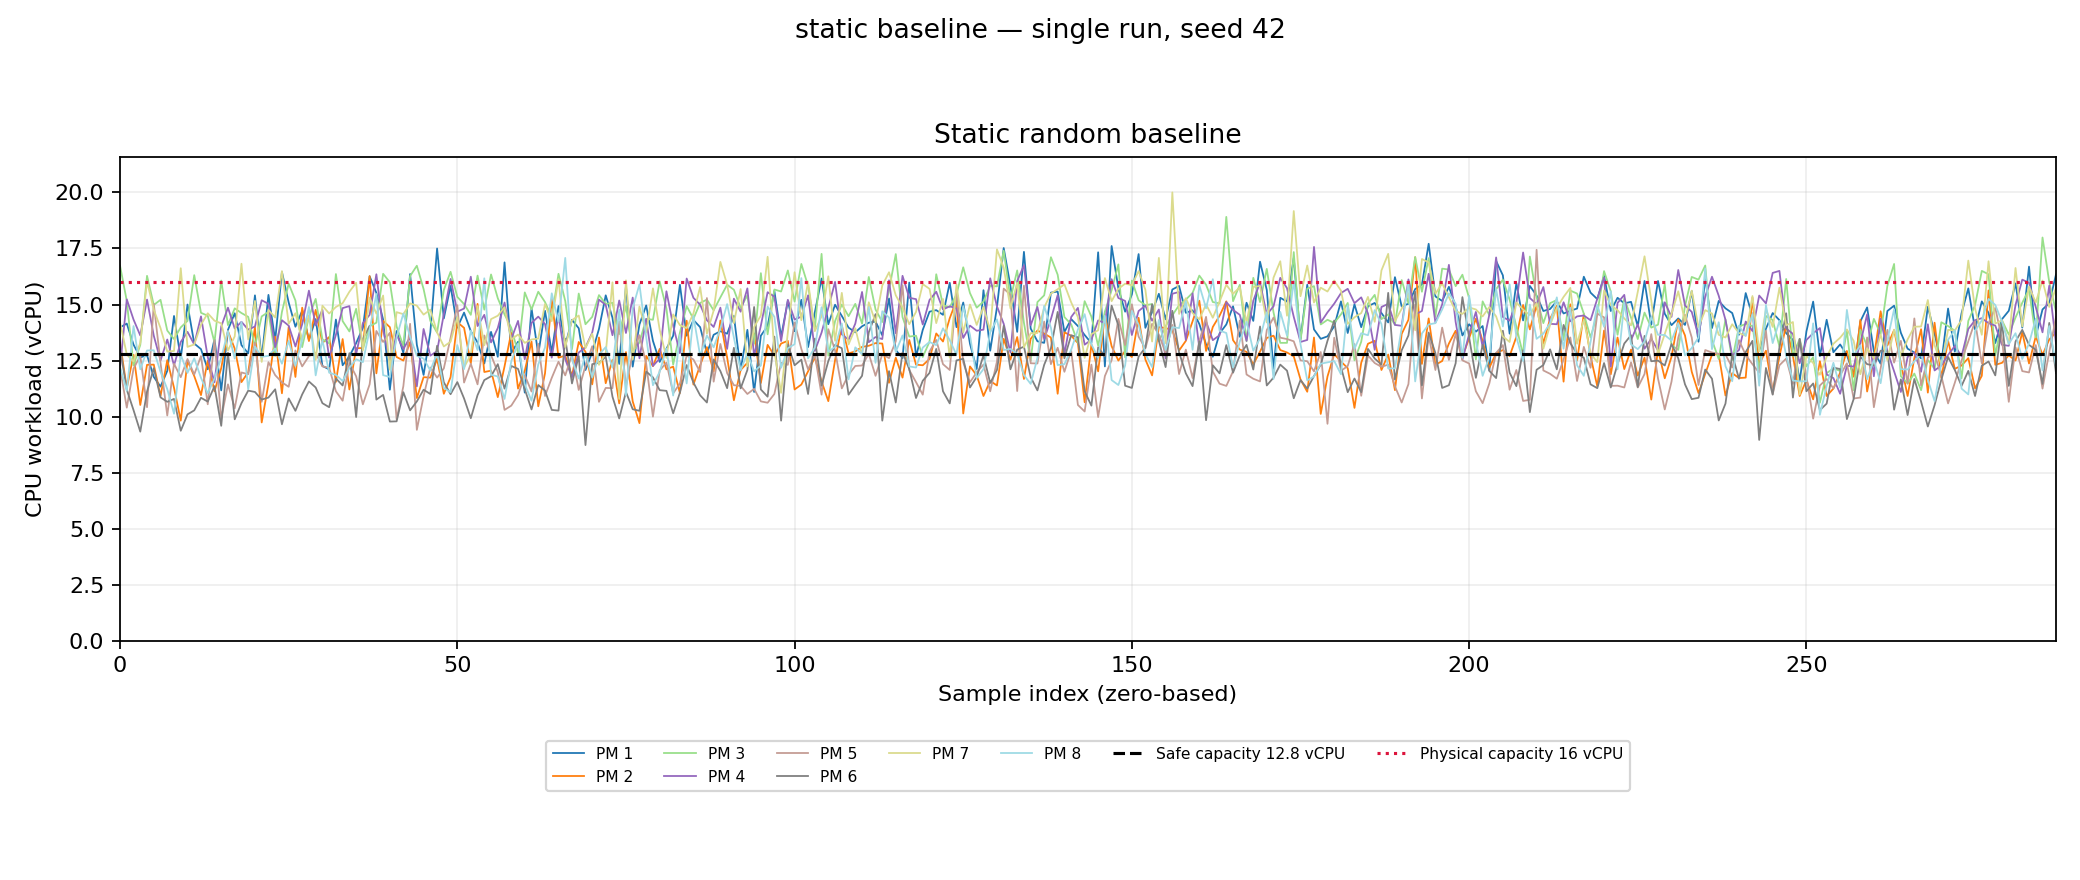 static baseline — single run, seed 42
Static random baseline
20.0
17.5
15.0
12.5
10.0
7.5
5.0
2.5
0.0
CPU workload (vCPU)
0 50 100 150 200 250
Sample index (zero-based)
PM 1 PM 3 PM 5 PM 7 PM 8 Safe capacity 12.8 vCPU Physical capacity 16 vCPU
PM 2 PM 4 PM 6